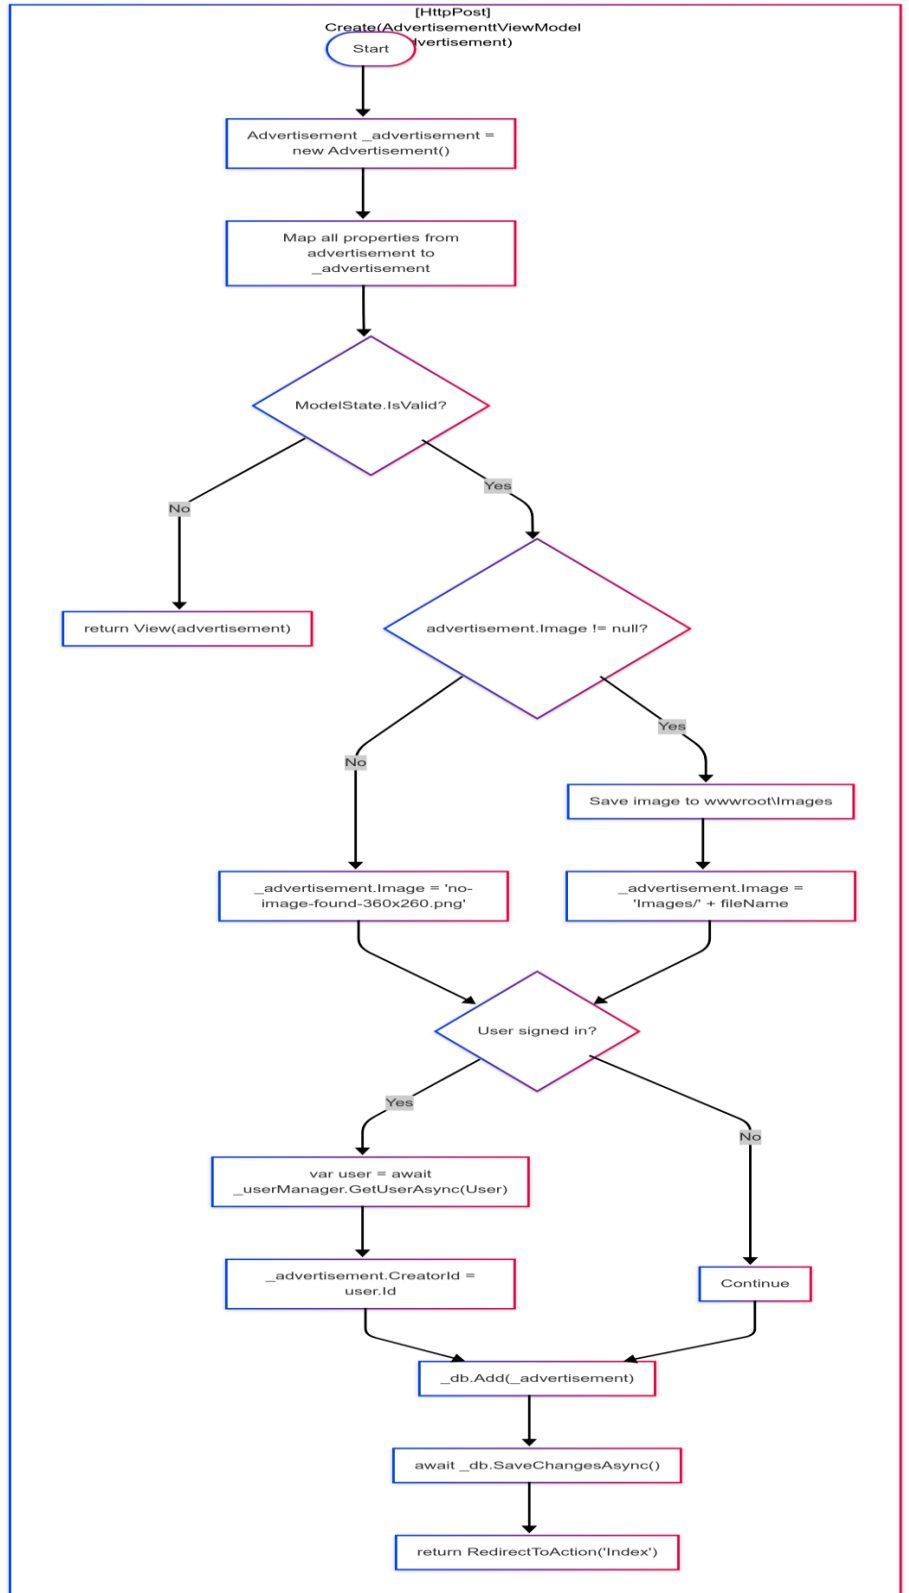 [HttpPost]
Create(AdvertisementtViewModel
dvertisement)
Start
Advertisement _advertisement =
new Advertisement()
Map all properties from
advertisement to
_advertisement
ModelState.IsValid?
No
Yes
return View(advertisement)
advertisement.Image != null?
No
Yes
Save image to wwwroot\Images
_advertisement.Image = 'no-
image-found-360x260.png'
_advertisement.Image =
'Images/' + fileName
User signed in?
Yes
No
var user = await
_userManager.GetUserAsync(User)
_advertisement.CreatorId =
user.Id
Continue
_db.Add(_advertisement)
await _db.SaveChangesAsync()
return RedirectToAction('Index')